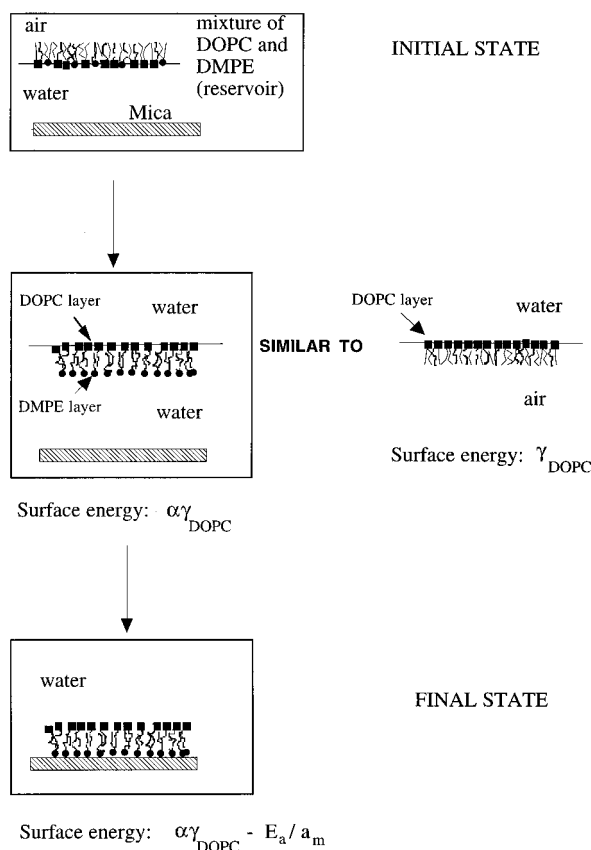 air
mixture of
DOPC and
DMPE
(reservoir)
INITIAL STATE
water
Mica
DOPC layer
water
DMPE layer
water
SIMILAR TO
DOPC layer
water
air
Surface energy: γDOPC
Surface energy: αγDOPC
water
FINAL STATE
Surface energy: αγDOPC - Ea / am